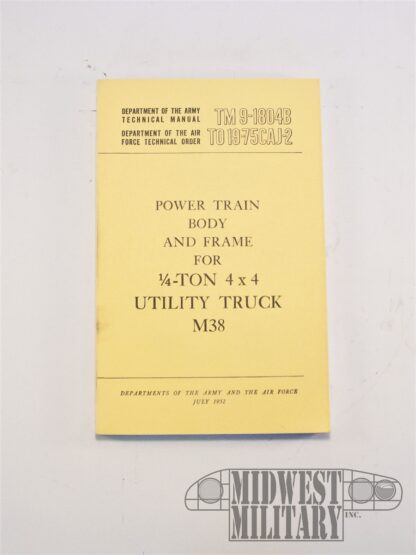 DEPARTMENT OF THE ARMY
TECHNICAL MANUAL
TM 9-1804B
DEPARTMENT OF THE AIR
FORCE TECHNICAL ORDER
TO 19-75CAJ-2
POWER TRAIN
BODY
AND FRAME
FOR
¼-TON 4 x 4
UTILITY TRUCK
M38
DEPARTMENTS OF THE ARMY AND THE AIR FORCE
JULY 1952
MIDWEST
MILITARY INC.